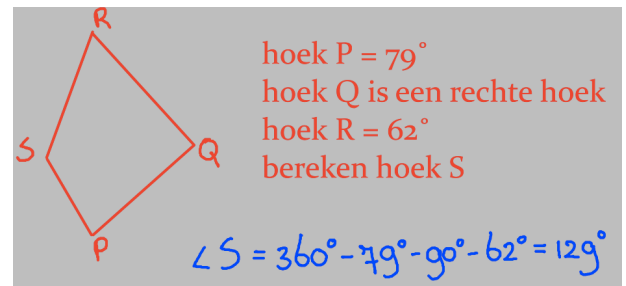 R
S
Q
P
hoek P = 79°
hoek Q is een rechte hoek
hoek R = 62°
bereken hoek S
∠S = 360° - 79° - 90° - 62° = 129°